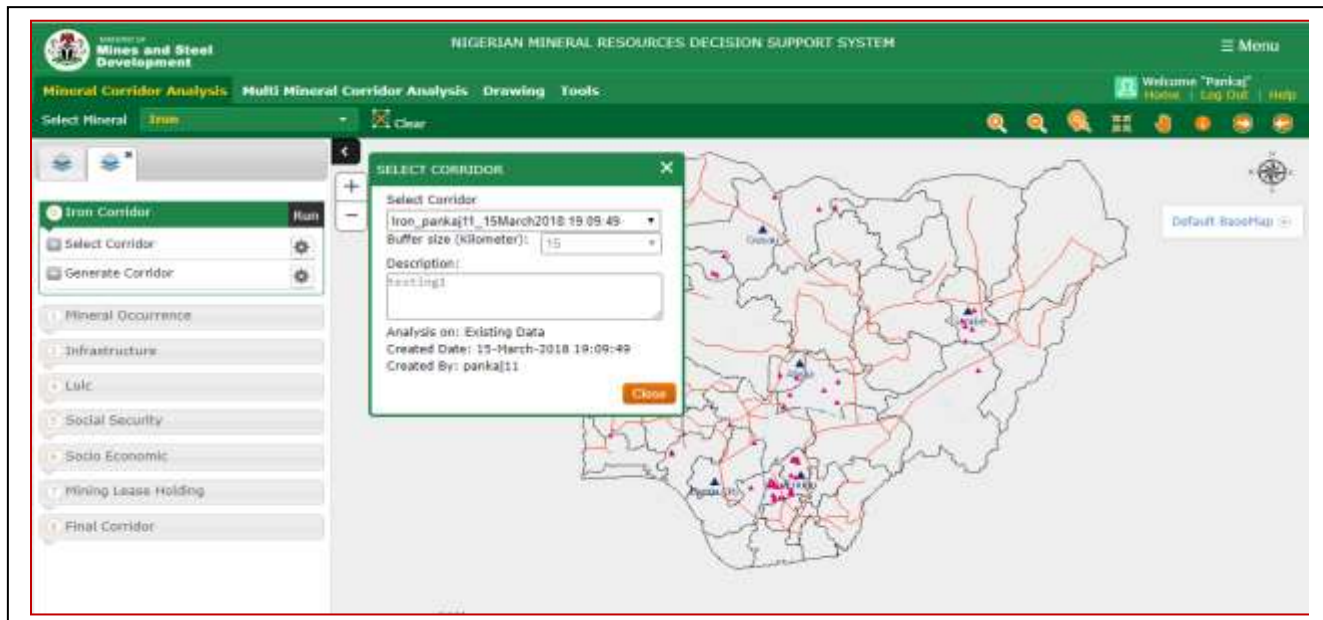 MINISTRY OF
Mines and Steel
Development
NIGERIAN MINERAL RESOURCES DECISION SUPPORT SYSTEM
☰ Menu
Mineral Corridor Analysis Multi Mineral Corridor Analysis Drawing Tools
Welcome "Pankaj"
Home | Log Out | Help
Select Mineral Iron Clear
Iron Corridor Run
Select Corridor
Generate Corridor
Mineral Occurrence
Infrastructure
Lulc
Social Security
Socio Economic
Mining Lease Holding
Final Corridor
SELECT CORRIDOR
Select Corridor
Iron_pankaj11_15March2018 19:09:49
Buffer size (Kilometer): 15
Description:
testing1
Analysis on: Existing Data
Created Date: 15-March-2018 19:09:49
Created By: pankaj11
Close
Default BaseMap